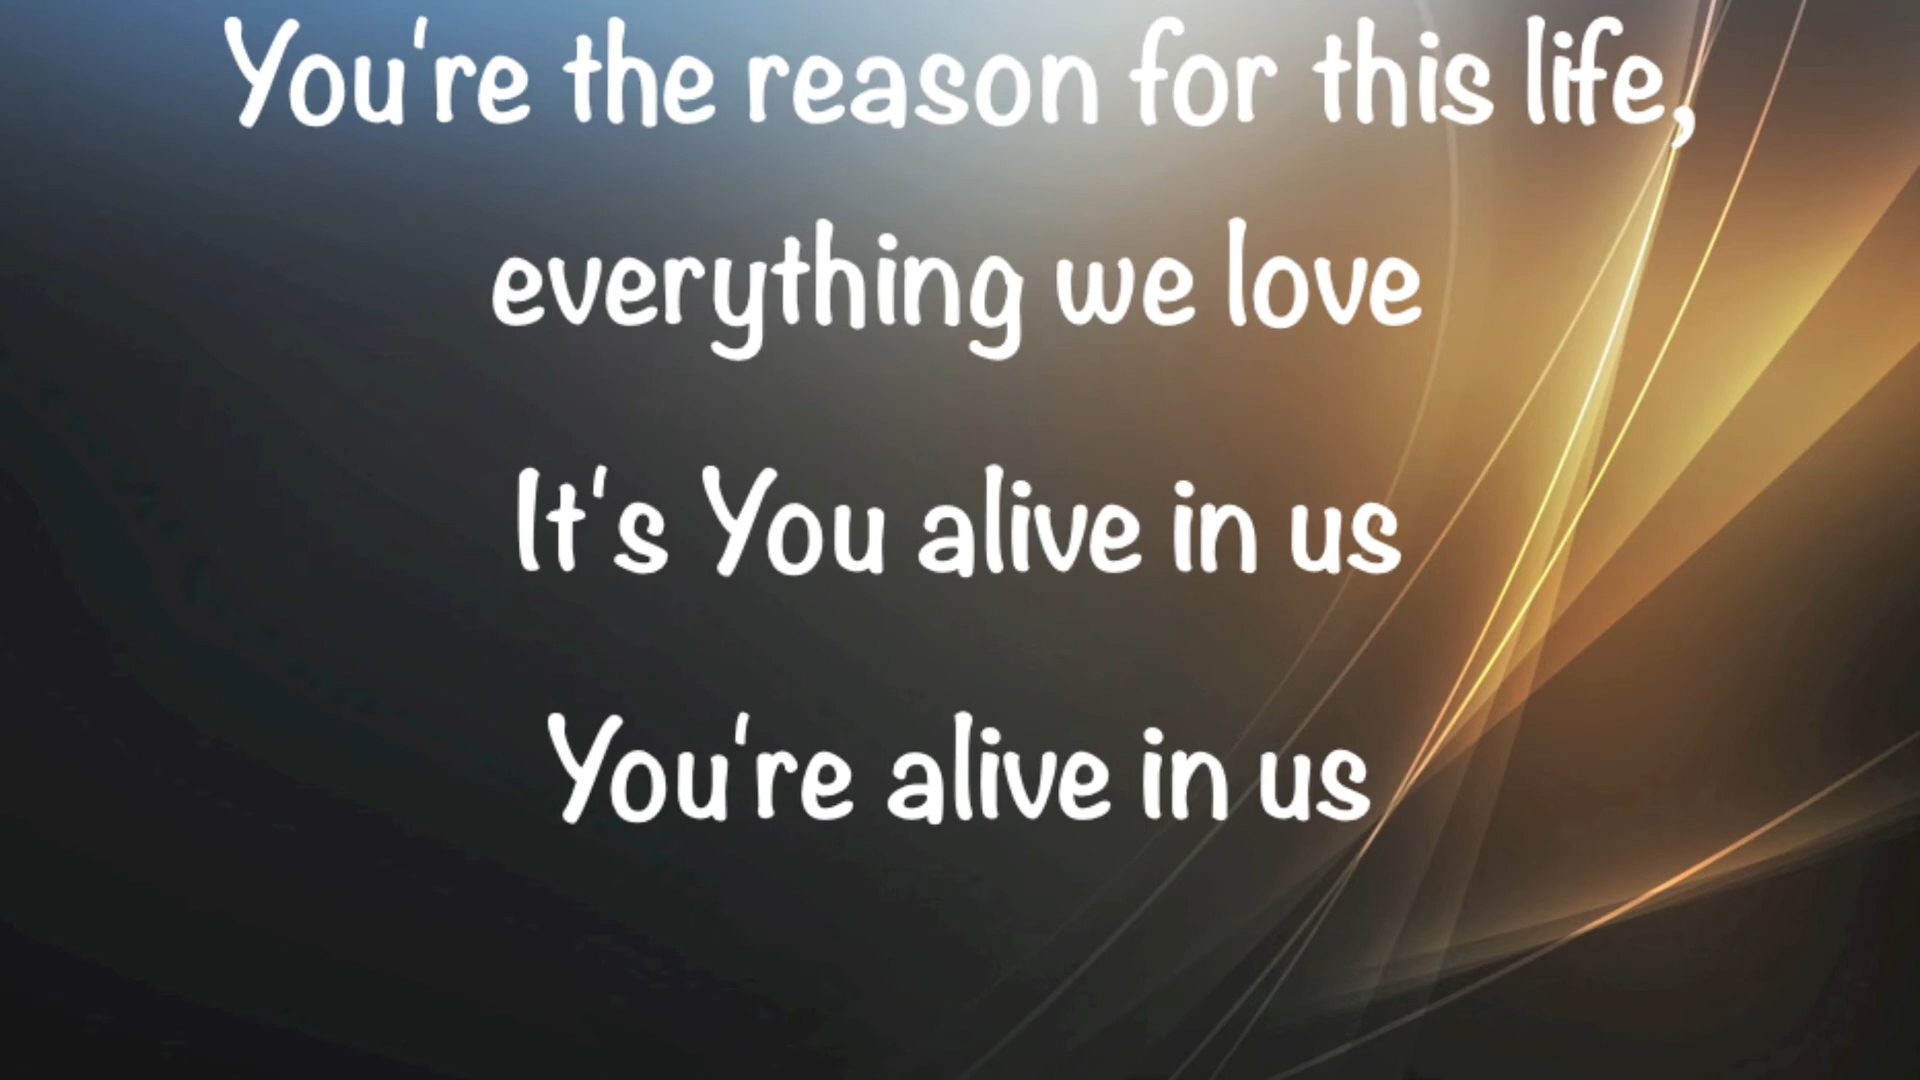 You're the reason for this life,
everything we love
It's You alive in us
You're alive in us